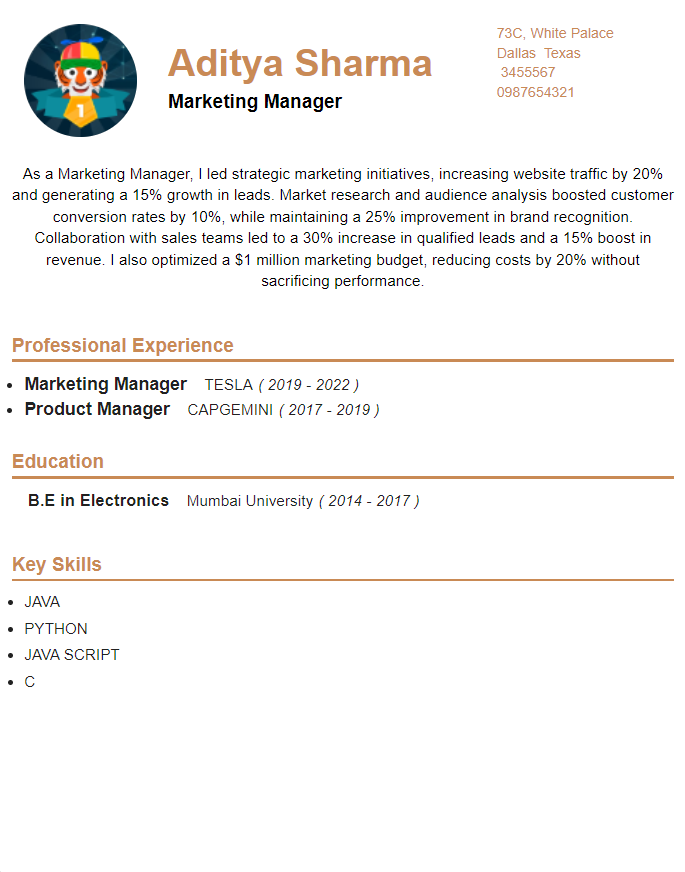 Aditya Sharma
Marketing Manager
73C, White Palace
Dallas Texas
3455567
0987654321
1
As a Marketing Manager, I led strategic marketing initiatives, increasing website traffic by 20%
and generating a 15% growth in leads. Market research and audience analysis boosted customer
conversion rates by 10%, while maintaining a 25% improvement in brand recognition.
Collaboration with sales teams led to a 30% increase in qualified leads and a 15% boost in
revenue. I also optimized a $1 million marketing budget, reducing costs by 20% without
sacrificing performance.
Professional Experience
• Marketing Manager TESLA ( 2019 - 2022 )
• Product Manager CAPGEMINI ( 2017 - 2019 )
Education
B.E in Electronics Mumbai University ( 2014 - 2017 )
Key Skills
• JAVA
• PYTHON
• JAVA SCRIPT
• C